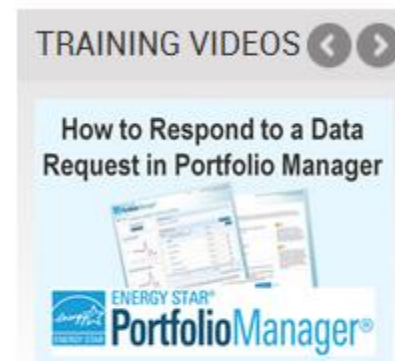 TRAINING VIDEOS
How to Respond to a Data
Request in Portfolio Manager
ENERGY STAR®
PortfolioManager®